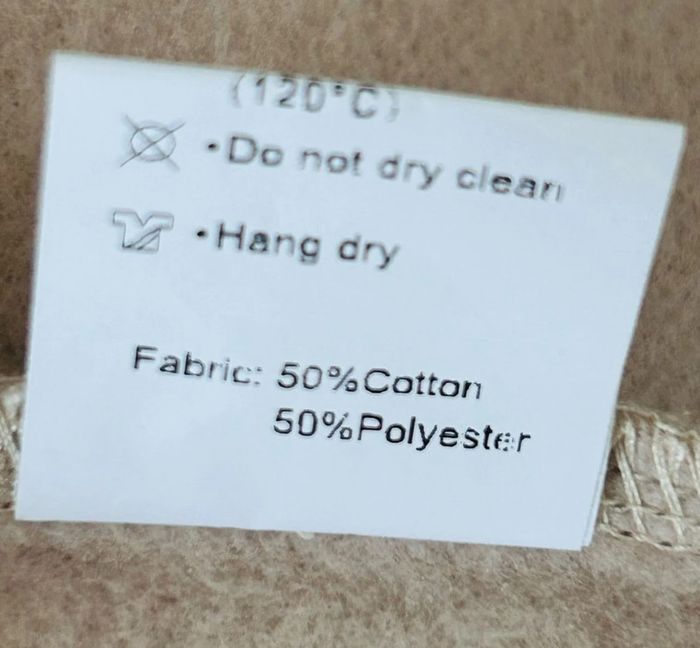 (120°C)
•Do not dry clean
•Hang dry
Fabric: 50%Cotton
50%Polyester